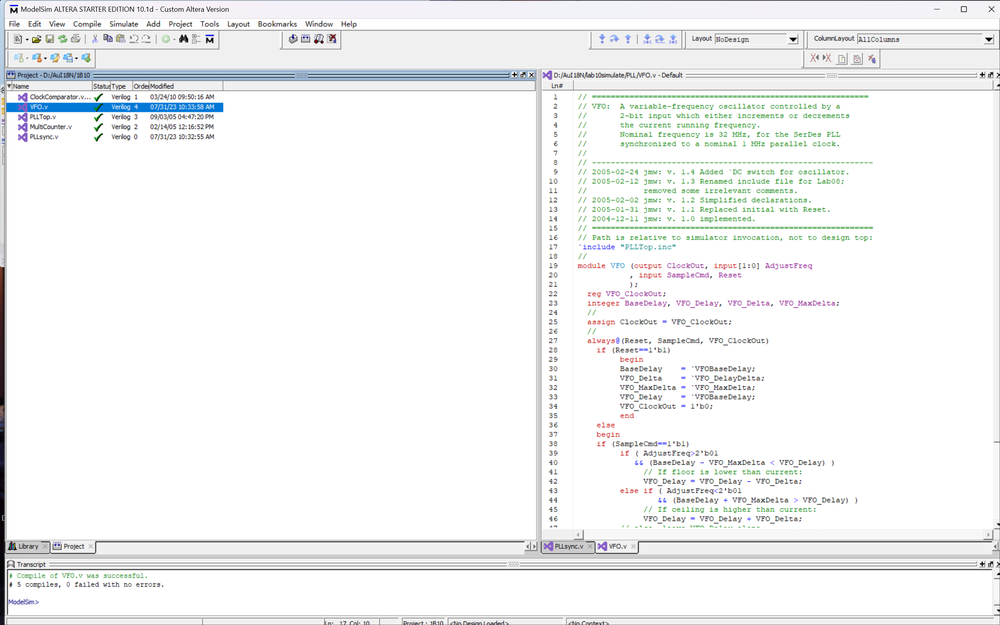 ModelSim ALTERA STARTER EDITION 10.1d - Custom Altera Version
File Edit View Compile Simulate Add Project Tools Layout Bookmarks Window Help
Layout NoDesign
ColumnLayout AllColumns
Project - D:/AuI18N/1B10
Name Status Type Order Modified
ClockComparator.v... Verilog 1 03/24/10 09:50:16 AM
VFO.v Verilog 4 07/31/23 10:33:58 AM
PLLTop.v Verilog 3 09/03/05 04:47:20 PM
MultiCounter.v Verilog 2 02/14/05 12:16:52 PM
PLLsync.v Verilog 0 07/31/23 10:32:55 AM
Library Project
D:/AuI18N/lab10simulate/PLL/VFO.v - Default
Ln#
1 // ===========================================================
2 // VFO: A variable-frequency oscillator controlled by a
3 // 2-bit input which either increments or decrements
4 // the current running frequency.
5 // Nominal frequency is 32 MHz, for the SerDes PLL
6 // synchronized to a nominal 1 MHz parallel clock.
7 //
8 // ------------------------------------------------------------
9 // 2005-02-24 jmw: v. 1.4 Added `DC switch for oscillator.
10 // 2005-02-12 jmw: v. 1.3 Renamed include file for Lab08;
11 // removed some irrelevant comments.
12 // 2005-02-02 jmw: v. 1.2 Simplified declarations.
13 // 2005-01-31 jmw: v. 1.1 Replaced initial with Reset.
14 // 2004-12-11 jmw: v. 1.0 implemented.
15 // ============================================================
16 // Path is relative to simulator invocation, not to design top:
17 `include "PLLTop.inc"
18 //
19 module VFO (output ClockOut, input[1:0] AdjustFreq
20 , input SampleCmd, Reset
21 );
22 reg VFO_ClockOut;
23 integer BaseDelay, VFO_Delay, VFO_Delta, VFO_MaxDelta;
24 //
25 assign ClockOut = VFO_ClockOut;
26 //
27 always@(Reset, SampleCmd, VFO_ClockOut)
28 if (Reset==1'b1)
29 begin
30 BaseDelay = `VFOBaseDelay;
31 VFO_Delta = `VFO_DelayDelta;
32 VFO_MaxDelta = `VFO_MaxDelta;
33 VFO_Delay = `VFOBaseDelay;
34 VFO_ClockOut = 1'b0;
35 end
36 else
37 begin
38 if (SampleCmd==1'b1)
39 if ( AdjustFreq>2'b01
40 && (BaseDelay - VFO_MaxDelta < VFO_Delay) )
41 // If floor is lower than current:
42 VFO_Delay = VFO_Delay - VFO_Delta;
43 else if ( AdjustFreq<2'b01
44 && (BaseDelay + VFO_MaxDelta > VFO_Delay) )
45 // If ceiling is higher than current:
46 VFO_Delay = VFO_Delay + VFO_Delta;
PLLsync.v VFO.v
Transcript
# Compile of VFO.v was successful.
# 5 compiles, 0 failed with no errors.
ModelSim>
Ln: 17 Col: 10 Project : 1B10 <No Design Loaded> <No Context>